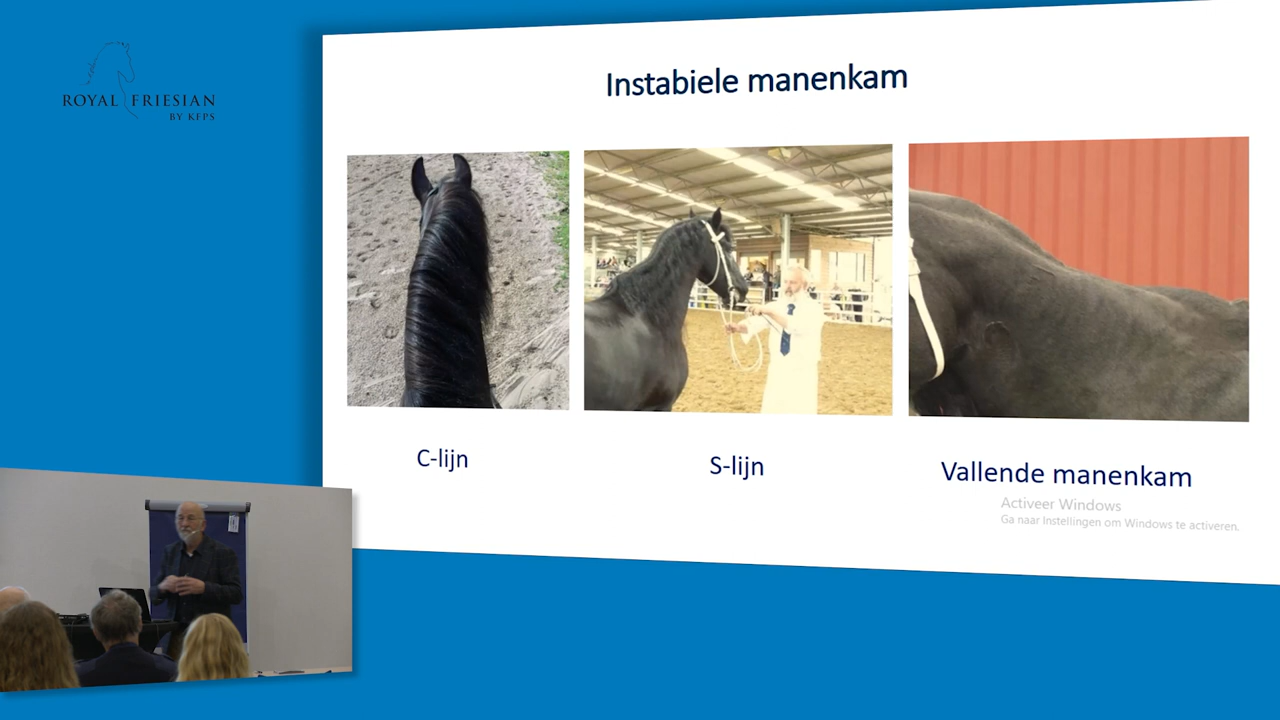 ROYAL FRIESIAN
BY KFPS
Instabiele manenkam
C-lijn
S-lijn
Vallende manenkam
Activeer Windows
Ga naar Instellingen om Windows te activeren.